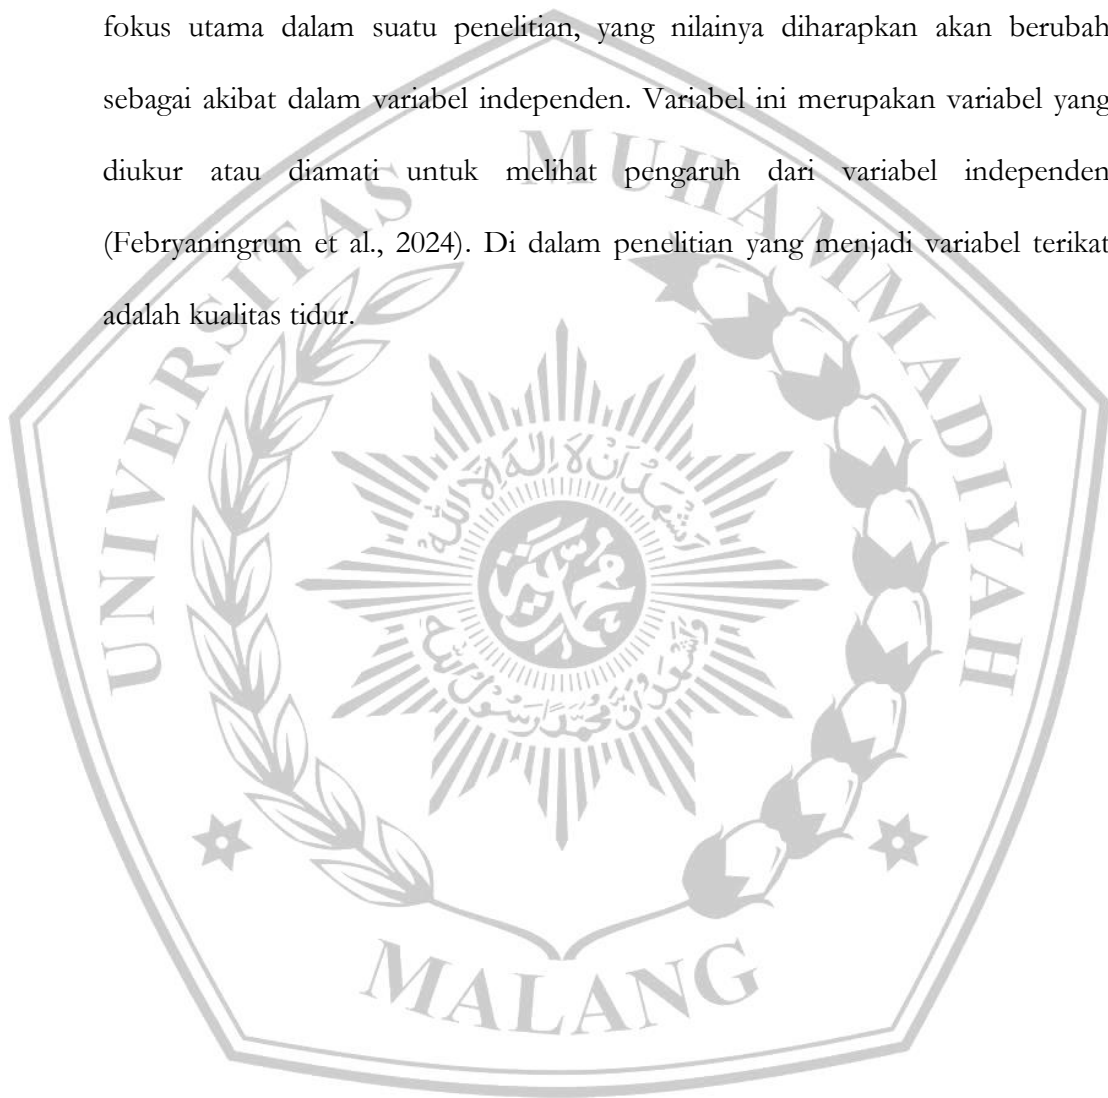 fokus utama dalam suatu penelitian, yang nilainya diharapkan akan berubah
sebagai akibat dalam variabel independen. Variabel ini merupakan variabel yang
diukur atau diamati untuk melihat pengaruh dari variabel independen
(Febryaningrum et al., 2024). Di dalam penelitian yang menjadi variabel terikat
adalah kualitas tidur.
UNIVERSITAS MUHAMMADIYAH
MALANG